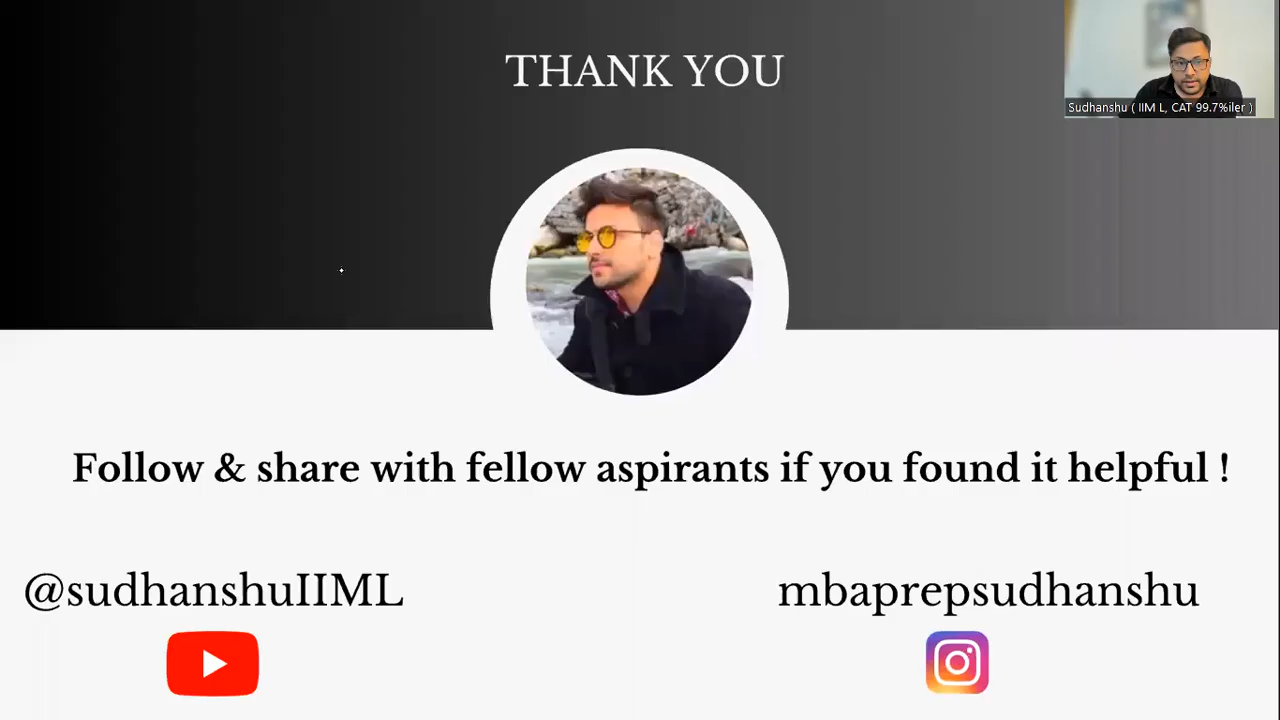 THANK YOU
Sudhanshu ( IIM L, CAT 99.7%iler )
Follow & share with fellow aspirants if you found it helpful !
@sudhanshuIIML
mbaprepsudhanshu